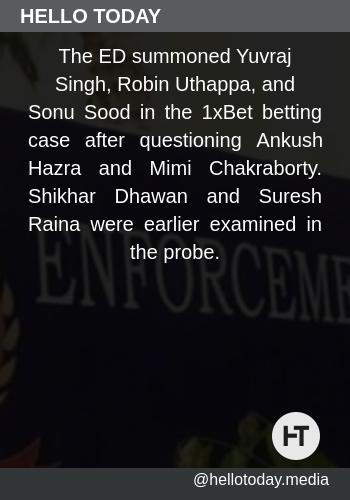 HELLO TODAY
The ED summoned Yuvraj
Singh, Robin Uthappa, and
Sonu Sood in the 1xBet betting
case after questioning Ankush
Hazra and Mimi Chakraborty.
Shikhar Dhawan and Suresh
Raina were earlier examined in
the probe.
ENFORCEME
HT
@hellotoday.media